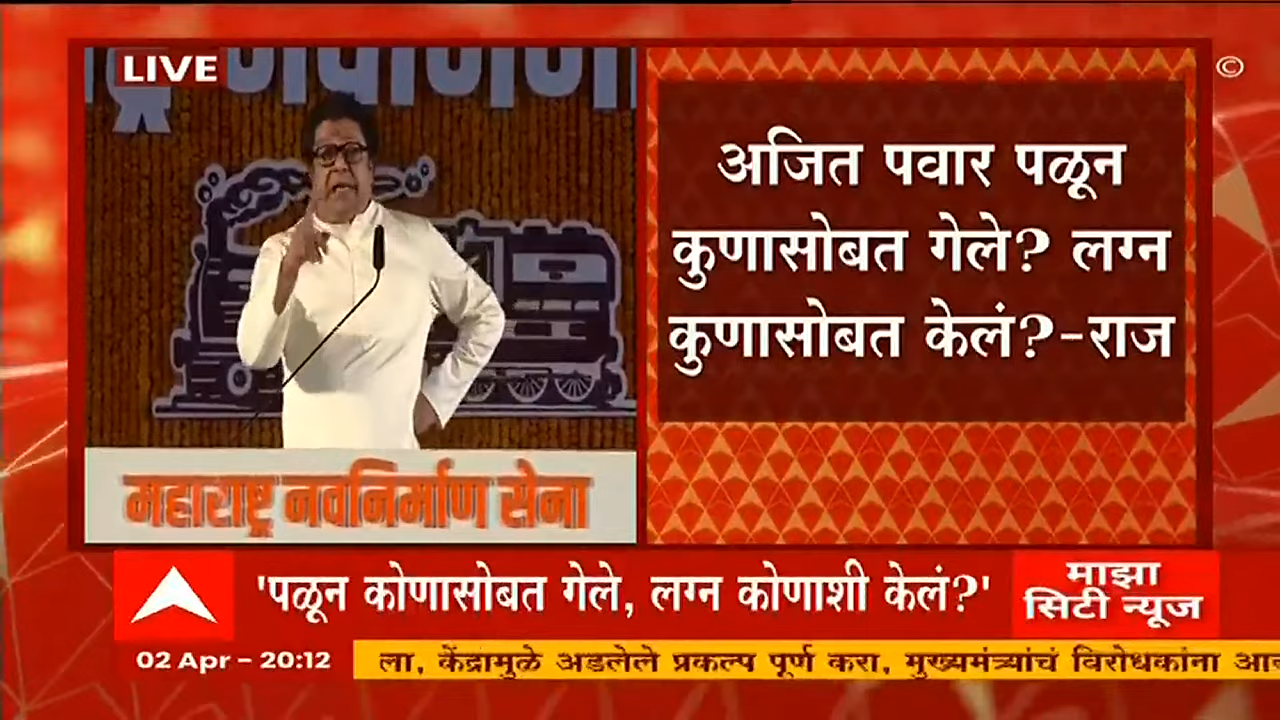 LIVE
©
अजित पवार पळून
कुणासोबत गेले? लग्न
कुणासोबत केलं?-राज
महाराष्ट्र नवनिर्माण सेना
'पळून कोणासोबत गेले, लग्न कोणाशी केलं?'
माझा
सिटी न्यूज
02 Apr – 20:12
ला, केंद्रामुळे अडलेले प्रकल्प पूर्ण करा, मुख्यमंत्र्यांचं विरोधकांना